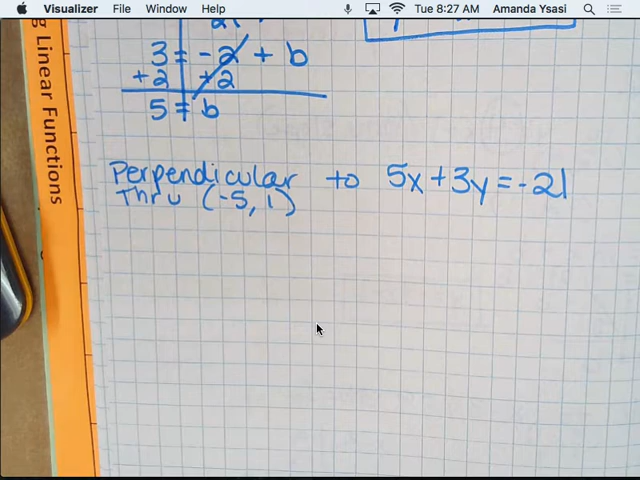 Visualizer File Window Help Tue 8:27 AM Amanda Ysasi
g Linear Functions
3 = -2 + b
+2 +2
5 = b
Perpendicular to 5x + 3y = -21
Thru (-5, 1)